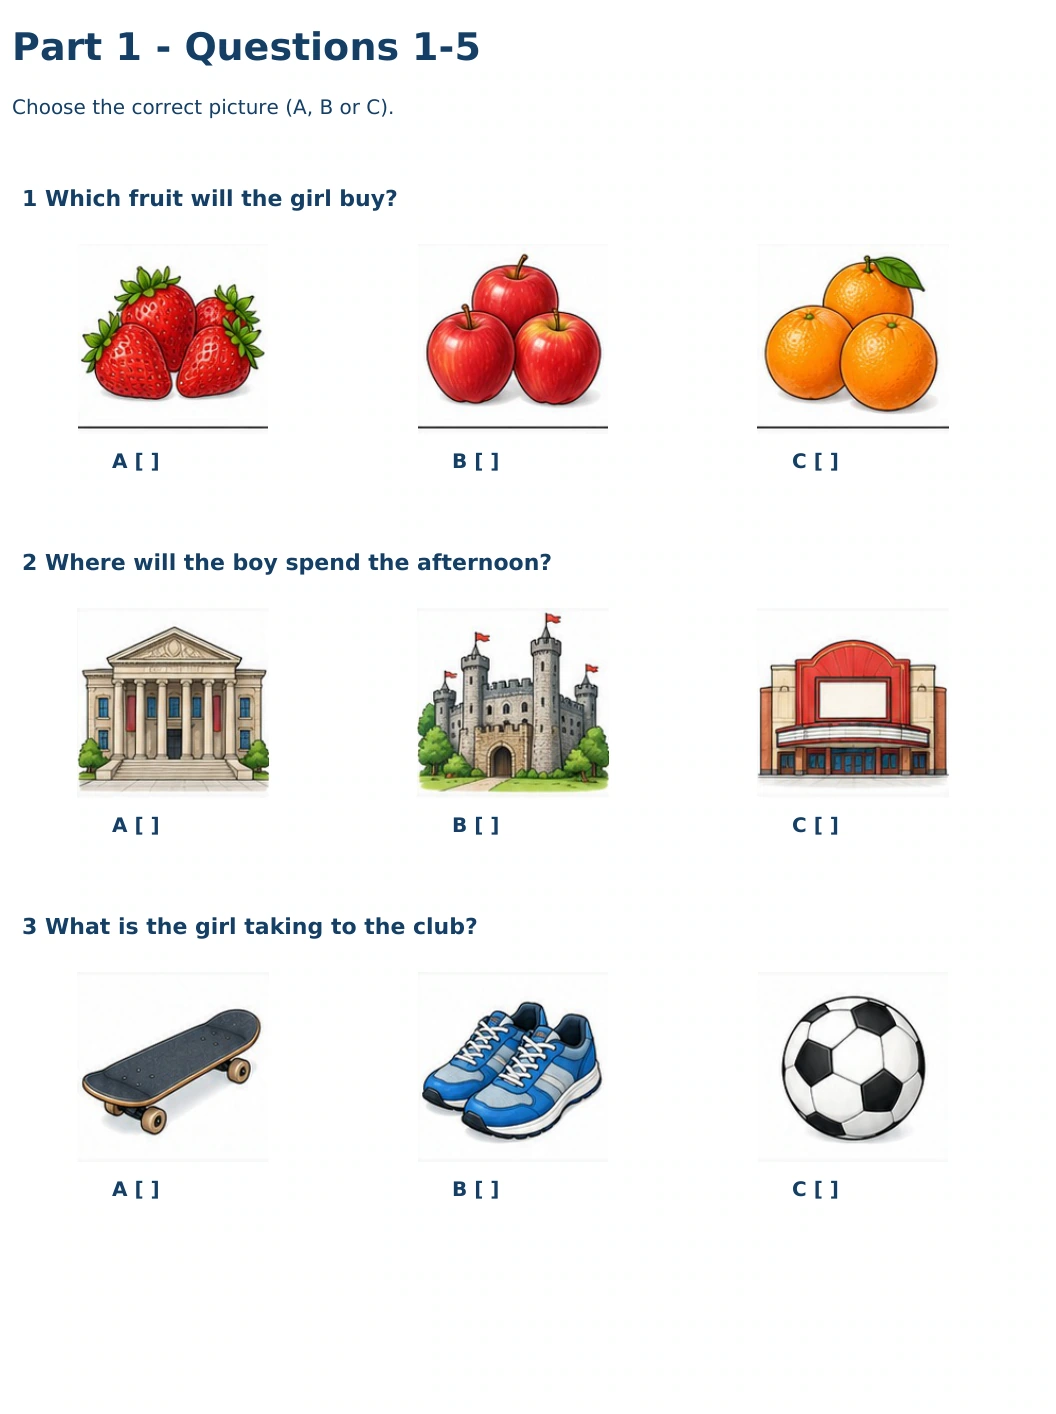 Part 1 - Questions 1-5
Choose the correct picture (A, B or C).
1 Which fruit will the girl buy?
A [ ] B [ ] C [ ]
2 Where will the boy spend the afternoon?
A [ ] B [ ] C [ ]
3 What is the girl taking to the club?
A [ ] B [ ] C [ ]